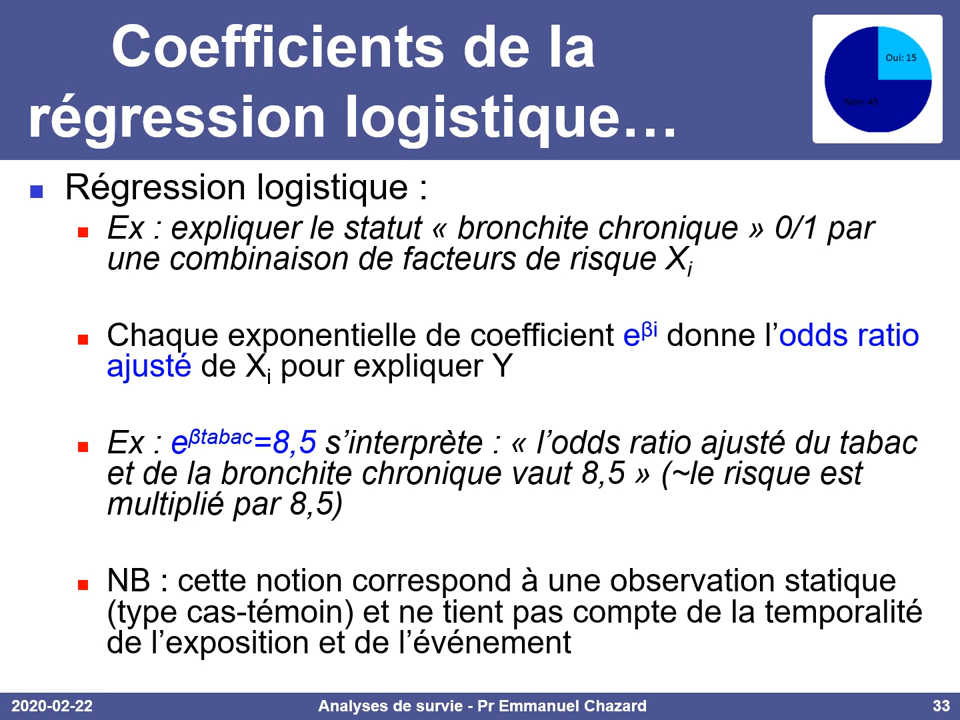 Coefficients de la
régression logistique…
Oui: 15
Non: 45
Régression logistique :
Ex : expliquer le statut « bronchite chronique » 0/1 par
une combinaison de facteurs de risque Xi
Chaque exponentielle de coefficient eβi donne l’odds ratio
ajusté de Xi pour expliquer Y
Ex : eβtabac=8,5 s’interprète : « l’odds ratio ajusté du tabac
et de la bronchite chronique vaut 8,5 » (~le risque est
multiplié par 8,5)
NB : cette notion correspond à une observation statique
(type cas-témoin) et ne tient pas compte de la temporalité
de l’exposition et de l’événement
2020-02-22
Analyses de survie - Pr Emmanuel Chazard
33